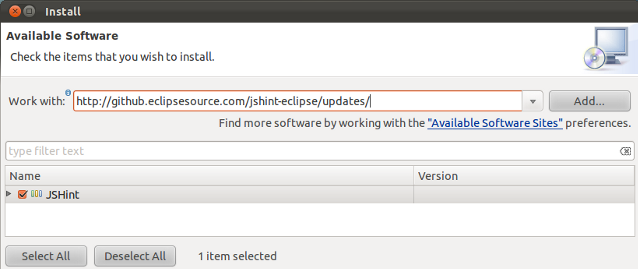 Install
Available Software
Check the items that you wish to install.
Work with: http://github.eclipsesource.com/jshint-eclipse/updates/ Add...
Find more software by working with the "Available Software Sites" preferences.
type filter text
Name Version
JSHint
Select All Deselect All 1 item selected